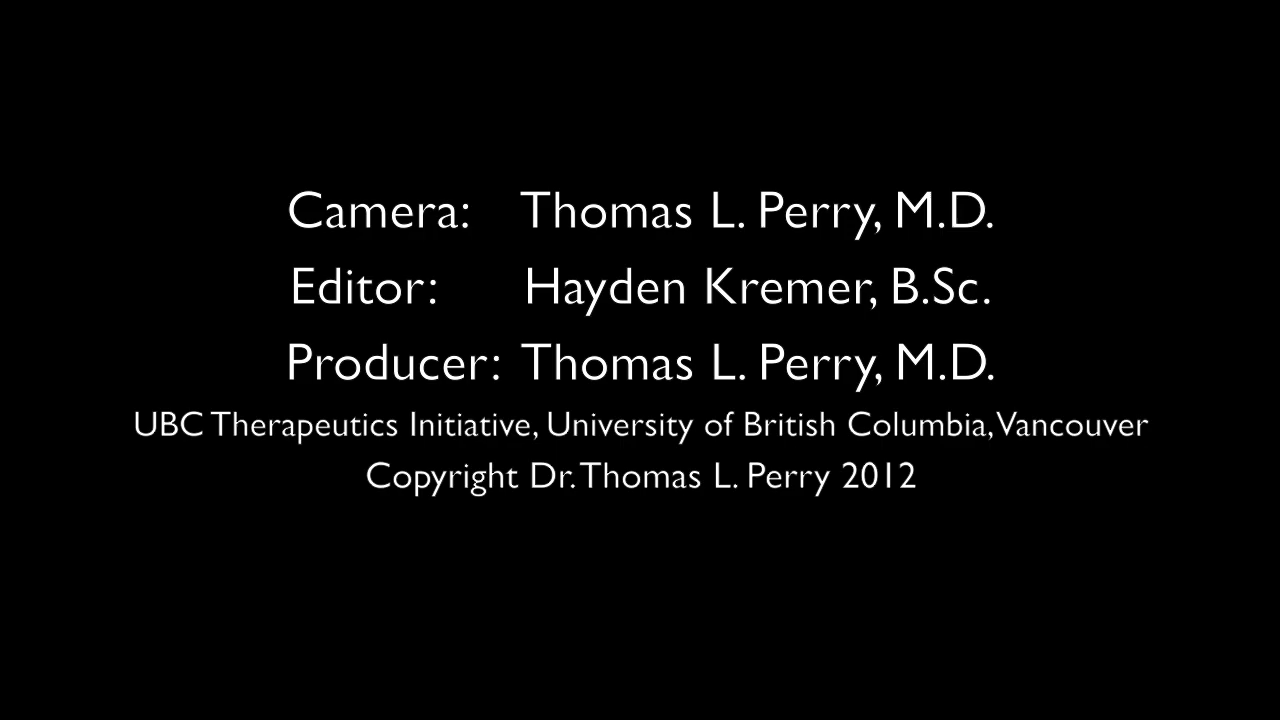 Camera: Thomas L. Perry, M.D.
Editor: Hayden Kremer, B.Sc.
Producer: Thomas L. Perry, M.D.
UBC Therapeutics Initiative, University of British Columbia, Vancouver
Copyright Dr. Thomas L. Perry 2012